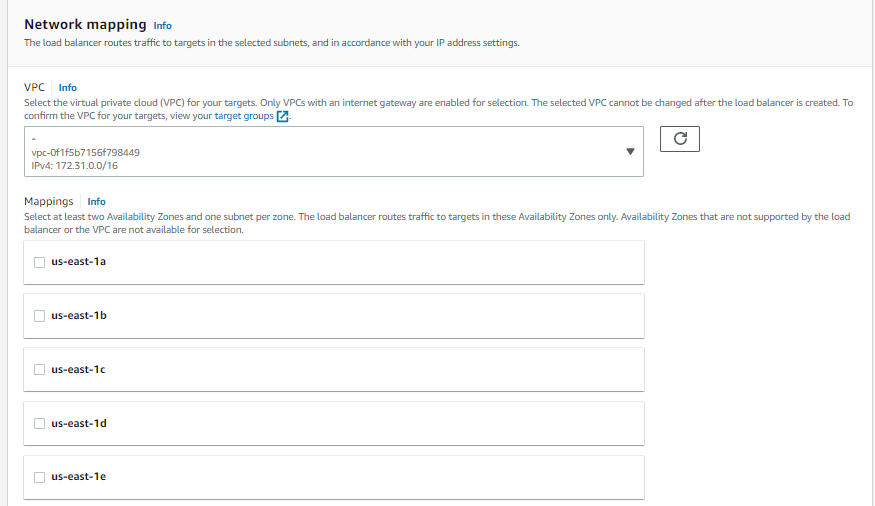 Network mapping Info
The load balancer routes traffic to targets in the selected subnets, and in accordance with your IP address settings.
VPC Info
Select the virtual private cloud (VPC) for your targets. Only VPCs with an internet gateway are enabled for selection. The selected VPC cannot be changed after the load balancer is created. To
confirm the VPC for your targets, view your target groups.
-
vpc-0f1f5b7156f798449
IPv4: 172.31.0.0/16
Mappings Info
Select at least two Availability Zones and one subnet per zone. The load balancer routes traffic to targets in these Availability Zones only. Availability Zones that are not supported by the load
balancer or the VPC are not available for selection.
us-east-1a
us-east-1b
us-east-1c
us-east-1d
us-east-1e